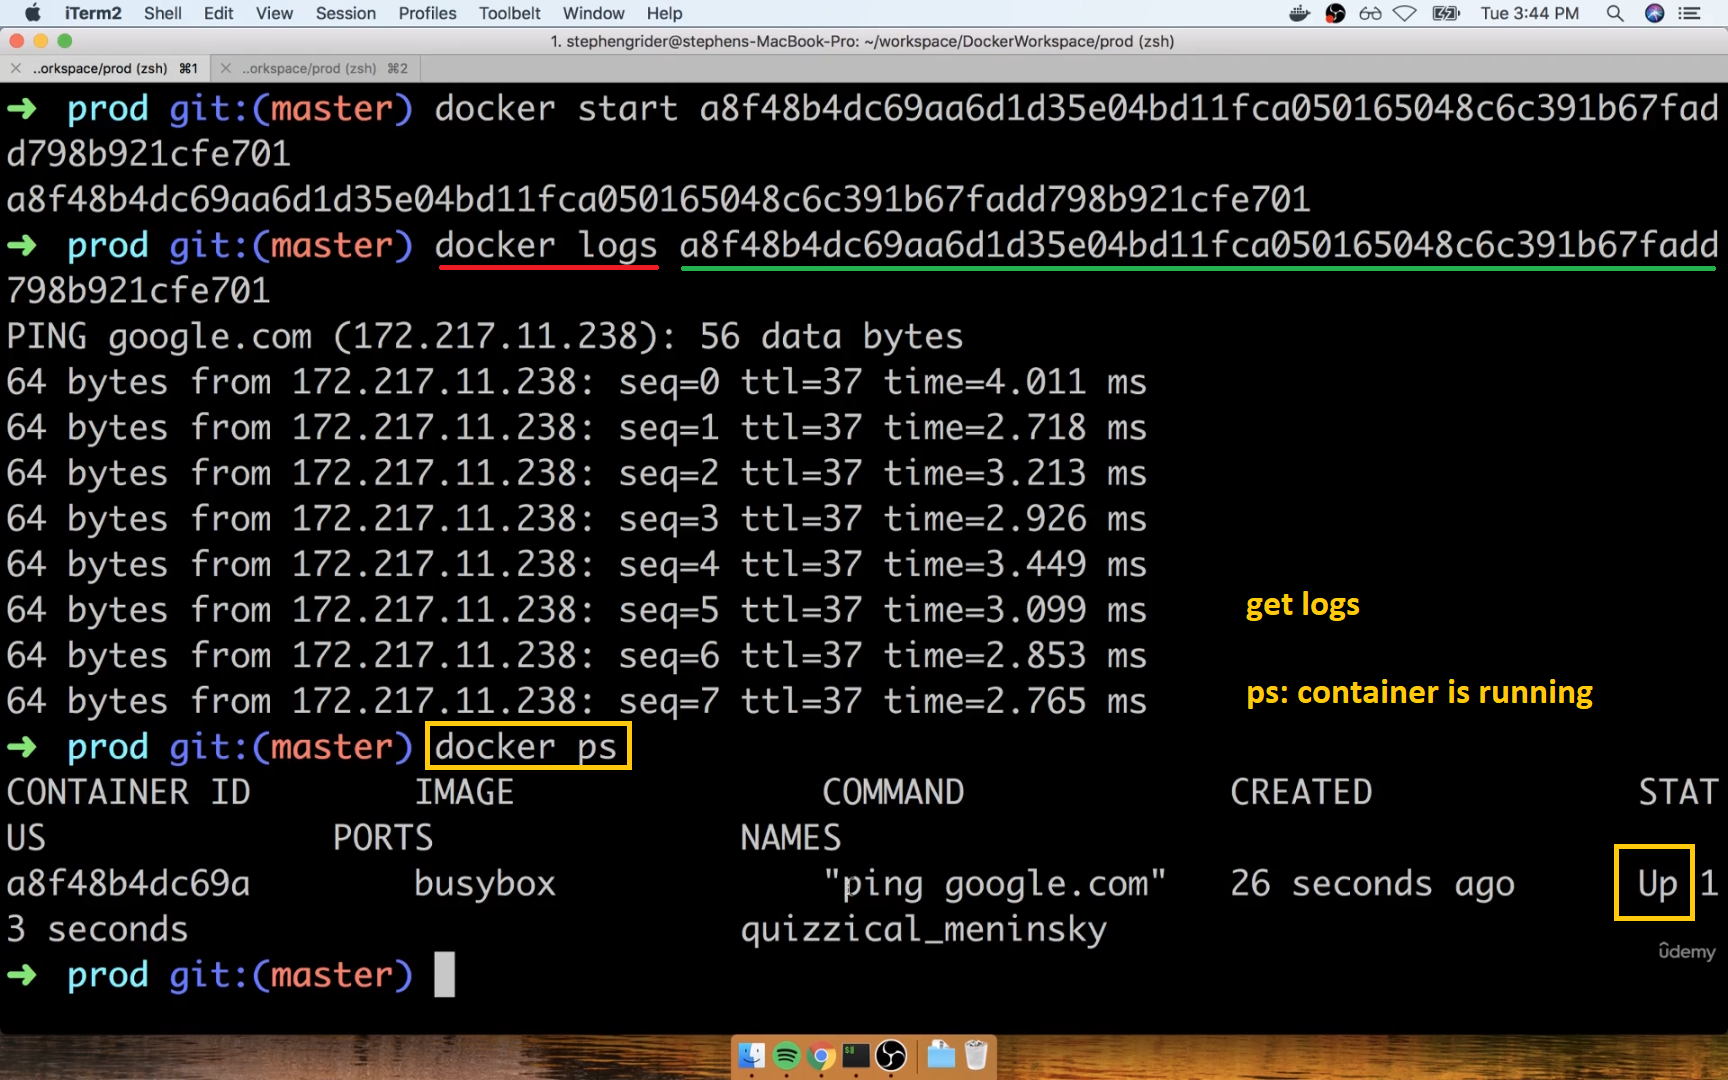 iTerm2 Shell Edit View Session Profiles Toolbelt Window Help Tue 3:44 PM
1. stephengrider@stephens-MacBook-Pro: ~/workspace/DockerWorkspace/prod (zsh)
..orkspace/prod (zsh) ⌘1 ..orkspace/prod (zsh) ⌘2
➜ prod git:(master) docker start a8f48b4dc69aa6d1d35e04bd11fca050165048c6c391b67fad
d798b921cfe701
a8f48b4dc69aa6d1d35e04bd11fca050165048c6c391b67fadd798b921cfe701
➜ prod git:(master) docker logs a8f48b4dc69aa6d1d35e04bd11fca050165048c6c391b67fadd
798b921cfe701
PING google.com (172.217.11.238): 56 data bytes
64 bytes from 172.217.11.238: seq=0 ttl=37 time=4.011 ms
64 bytes from 172.217.11.238: seq=1 ttl=37 time=2.718 ms
64 bytes from 172.217.11.238: seq=2 ttl=37 time=3.213 ms
64 bytes from 172.217.11.238: seq=3 ttl=37 time=2.926 ms
64 bytes from 172.217.11.238: seq=4 ttl=37 time=3.449 ms
64 bytes from 172.217.11.238: seq=5 ttl=37 time=3.099 ms
get logs
64 bytes from 172.217.11.238: seq=6 ttl=37 time=2.853 ms
64 bytes from 172.217.11.238: seq=7 ttl=37 time=2.765 ms
ps: container is running
➜ prod git:(master) docker ps
CONTAINER ID IMAGE COMMAND CREATED STAT
US PORTS NAMES
a8f48b4dc69a busybox "ping google.com" 26 seconds ago Up 1
3 seconds quizzical_meninsky
ûdemy
➜ prod git:(master)